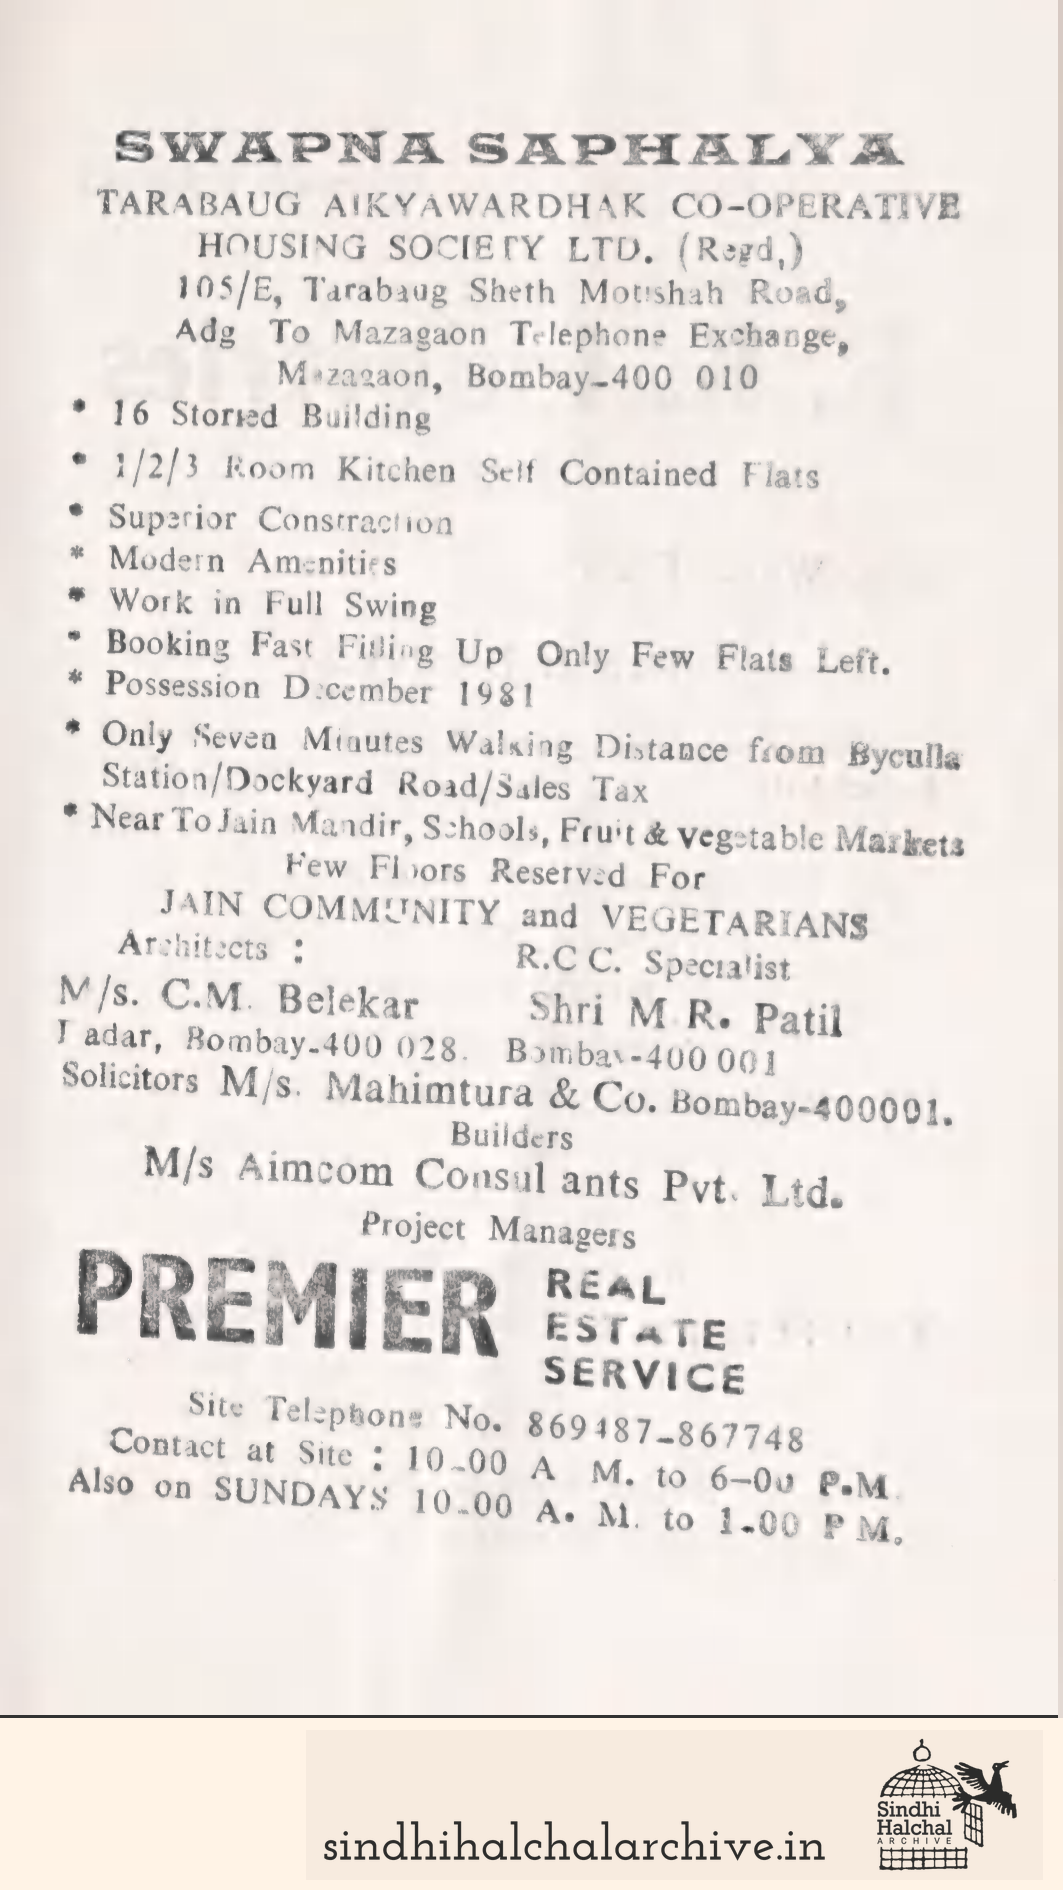 SWAPNA SAPHALYA
TARABAUG AIKYAWARDHAK CO-OPERATIVE
HOUSING SOCIETY LTD. (Regd,)
105/E, Tarabaug Sheth Motishah Road,
Adg To Mazagaon Telephone Exchange,
Mazagaon, Bombay-400 010
* 16 Storied Building
* 1/2/3 Room Kitchen Self Contained Flats
* Superior Constraction
* Modern Amenities
* Work in Full Swing
* Booking Fast Filling Up Only Few Flats Left.
* Possession December 1981
* Only Seven Minutes Walking Distance from Byculla
Station/Dockyard Road/Sales Tax
* Near To Jain Mandir, Schools, Fruit & vegetable Markets
Few Floors Reserved For
JAIN COMMUNITY and VEGETARIANS
Architects : R.C C. Specialist
M/s. C.M. Belekar Shri M R. Patil
Dadar, Bombay-400 028. Bombay-400 001
Solicitors M/s. Mahimtura & Co. Bombay-400001.
Builders
M/s Aimcom Consultants Pvt. Ltd.
Project Managers
PREMIER REAL
ESTATE
SERVICE
Site Telephone No. 869487-867748
Contact at Site : 10-00 A M. to 6-00 P.M.
Also on SUNDAYS 10-00 A. M. to 1-00 P M.
sindhihalchalarchive.in
Sindhi
Halchal
ARCHIVE